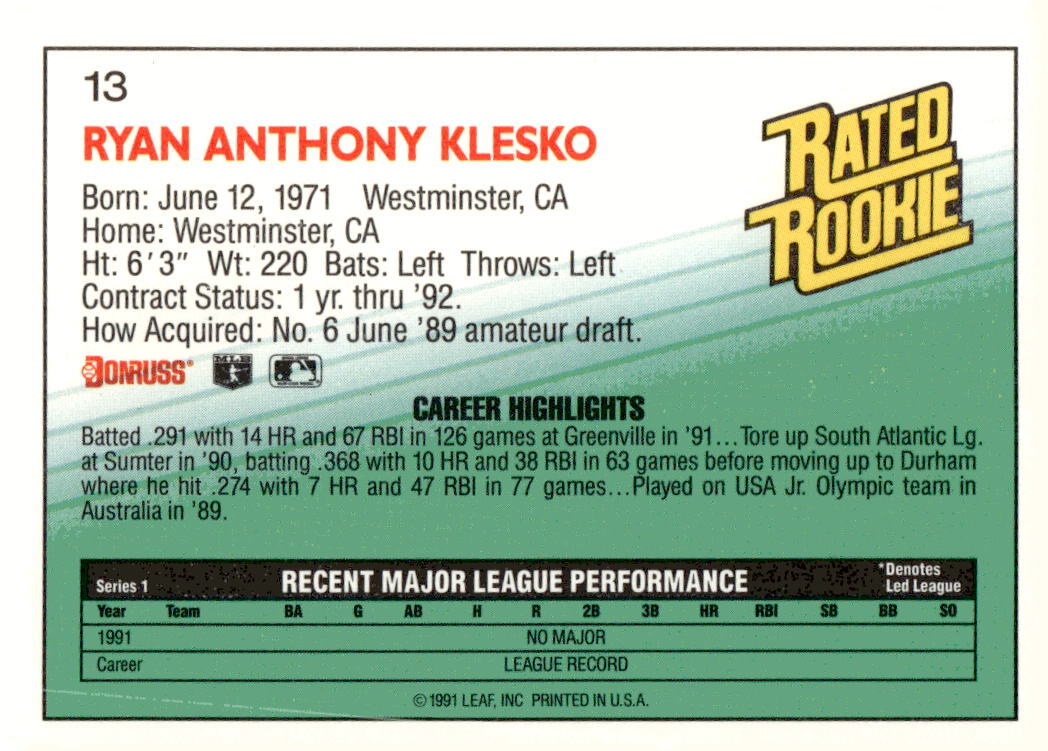 13
RYAN ANTHONY KLESKO
RATED
ROOKIE
Born: June 12, 1971 Westminster, CA
Home: Westminster, CA
Ht: 6'3" Wt: 220 Bats: Left Throws: Left
Contract Status: 1 yr. thru '92.
How Acquired: No. 6 June '89 amateur draft.
DONRUSS® MLB
CAREER HIGHLIGHTS
Batted .291 with 14 HR and 67 RBI in 126 games at Greenville in '91...Tore up South Atlantic Lg.
at Sumter in '90, batting .368 with 10 HR and 38 RBI in 63 games before moving up to Durham
where he hit .274 with 7 HR and 47 RBI in 77 games...Played on USA Jr. Olympic team in
Australia in '89.
Series 1 RECENT MAJOR LEAGUE PERFORMANCE *Denotes
Led League
Year Team BA G AB H R 2B 3B HR RBI SB BB SO
1991 NO MAJOR
Career LEAGUE RECORD
©1991 LEAF, INC PRINTED IN U.S.A.